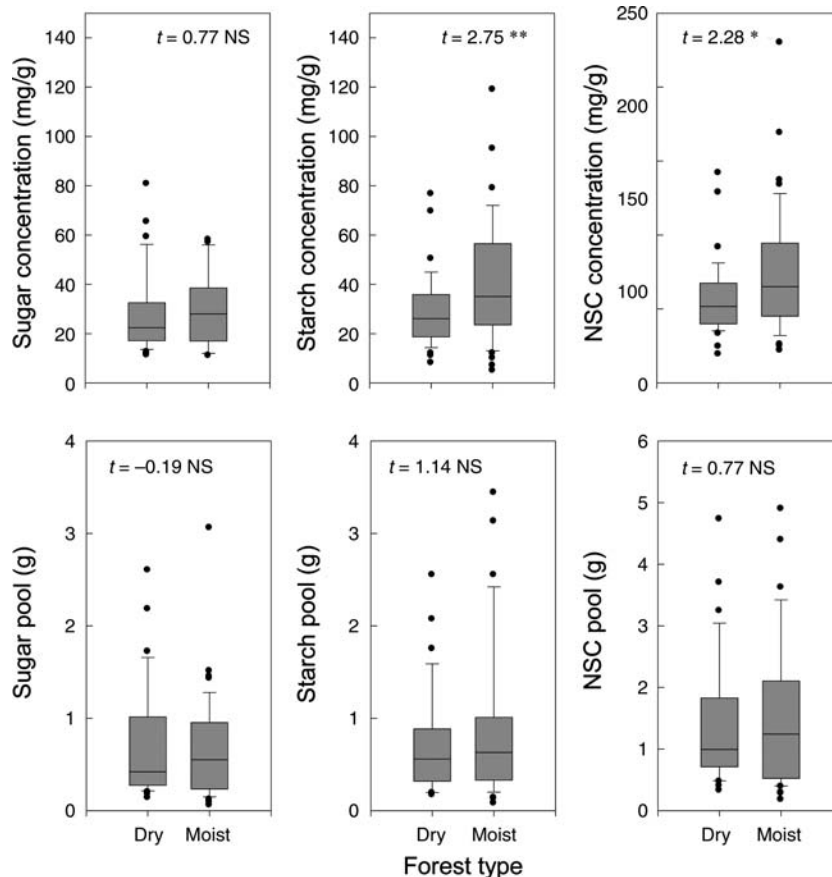 Sugar concentration (mg/g)
140
120
100
80
60
40
20
0
t = 0.77 NS
Starch concentration (mg/g)
140
120
100
80
60
40
20
0
t = 2.75 **
NSC concentration (mg/g)
250
200
150
100
50
0
t = 2.28 *
Sugar pool (g)
4
3
2
1
0
t = –0.19 NS
Dry Moist
Starch pool (g)
4
3
2
1
0
t = 1.14 NS
Dry Moist
NSC pool (g)
6
5
4
3
2
1
0
t = 0.77 NS
Dry Moist
Forest type